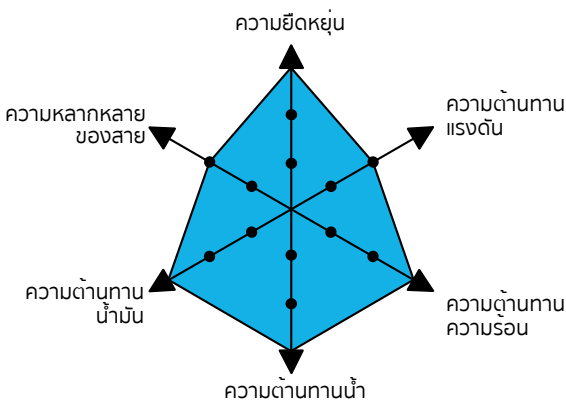 ความยืดหยุ่น
ความต้านทาน
แรงดัน
ความหลากหลาย
ของสาย
ความต้านทาน
น้ำมัน
ความต้านทาน
ความร้อน
ความต้านทานน้ำ